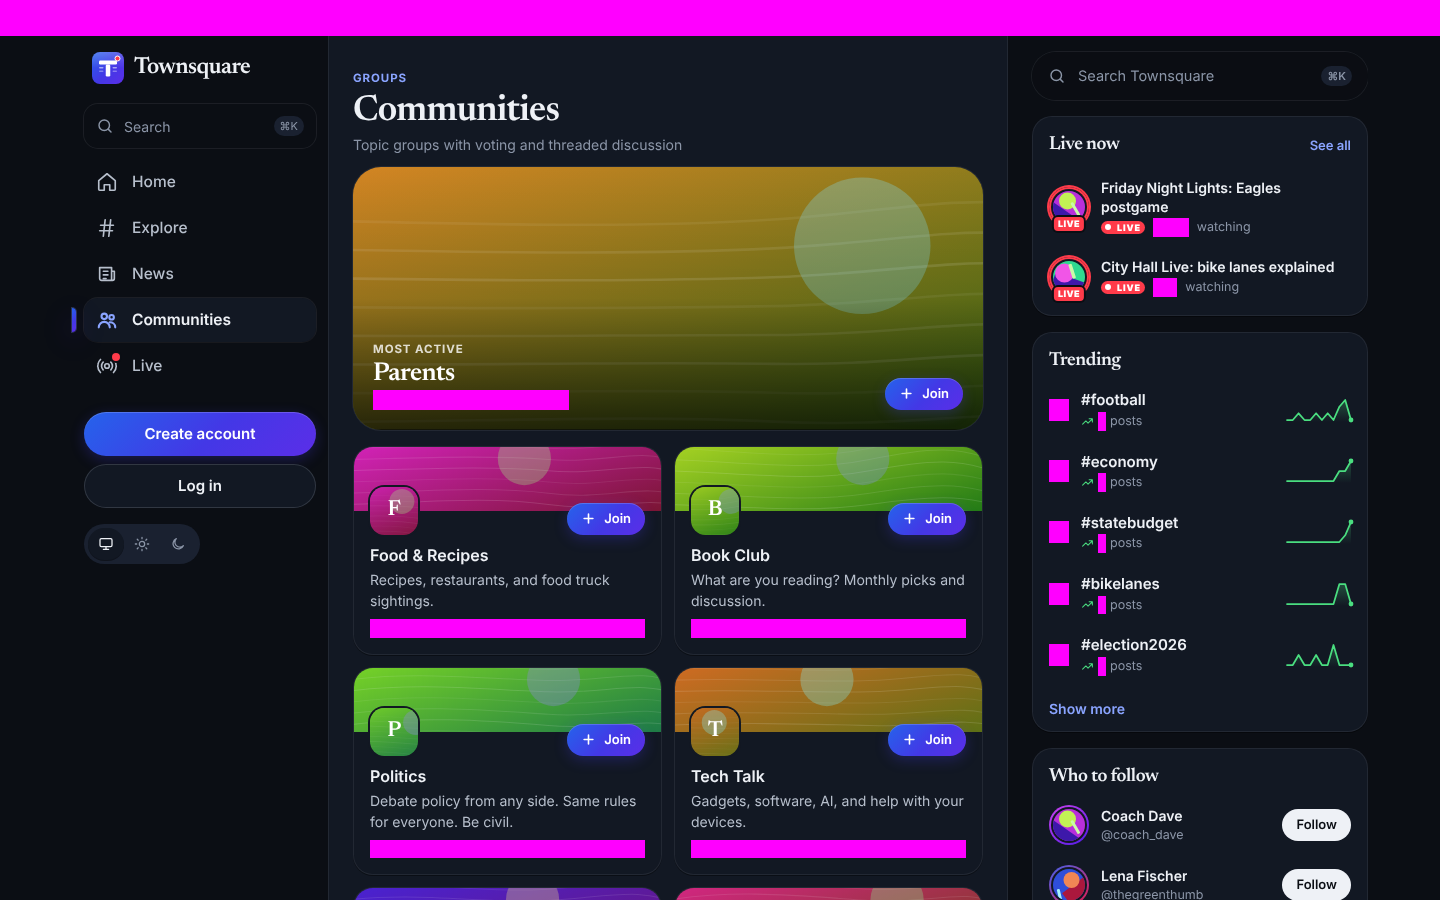 Townsquare
Search
⌘K
Home
Explore
News
Communities
Live
Create account
Log in
GROUPS
Communities
Topic groups with voting and threaded discussion
MOST ACTIVE
Parents
Join
F
Join
Food & Recipes
Recipes, restaurants, and food truck
sightings.
B
Join
Book Club
What are you reading? Monthly picks and
discussion.
P
Join
Politics
Debate policy from any side. Same rules
for everyone. Be civil.
T
Join
Tech Talk
Gadgets, software, AI, and help with your
devices.
Search Townsquare
⌘K
Live now
See all
Friday Night Lights: Eagles
postgame
LIVE
LIVE watching
City Hall Live: bike lanes explained
LIVE
LIVE watching
Trending
#football
posts
#economy
posts
#statebudget
posts
#bikelanes
posts
#election2026
posts
Show more
Who to follow
Coach Dave
@coach_dave
Follow
Lena Fischer
@thegreenthumb
Follow